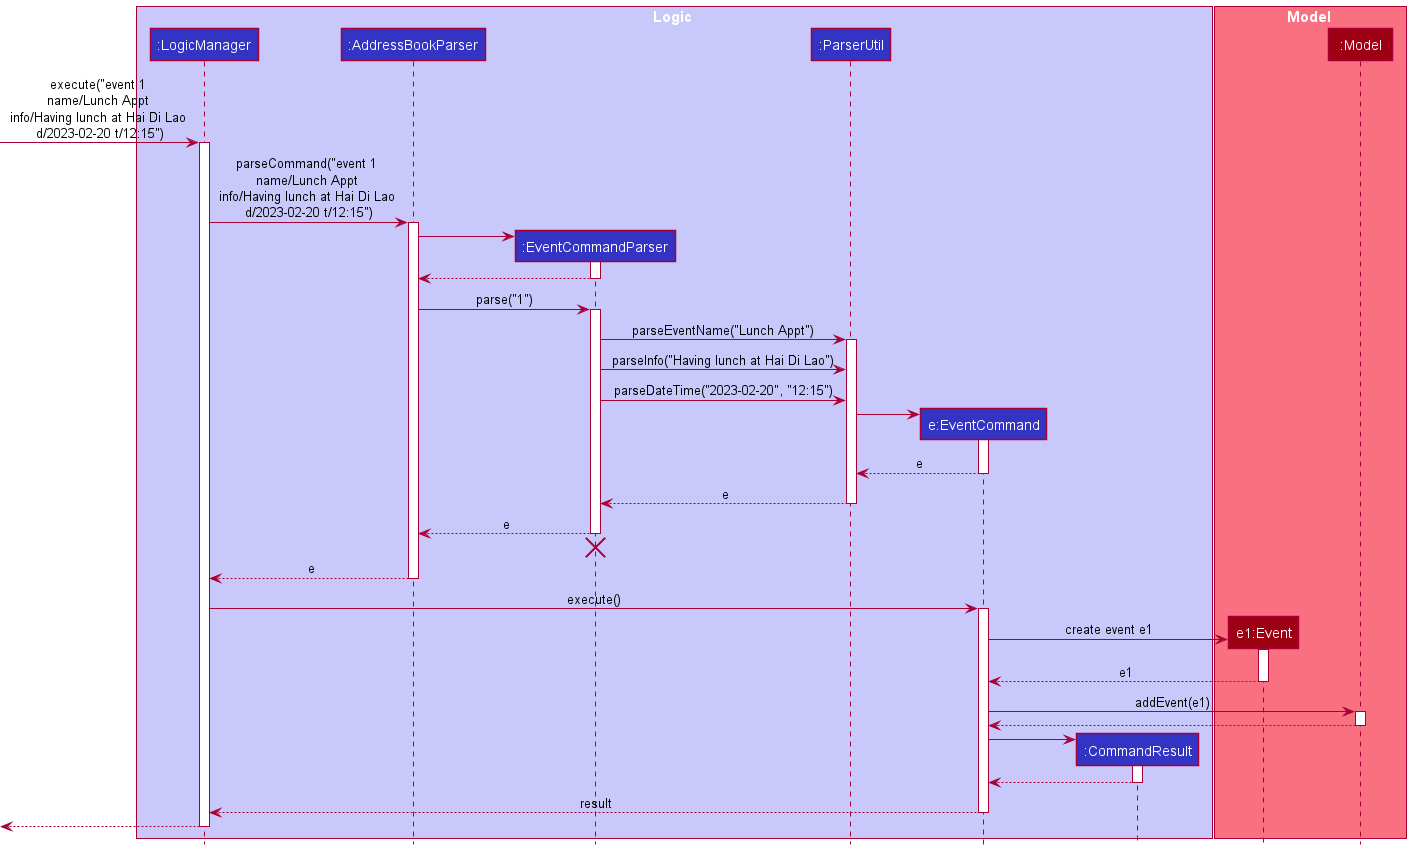 Logic
Model
:LogicManager
:AddressBookParser
:ParserUtil
:Model
execute("event 1
name/Lunch Appt
info/Having lunch at Hai Di Lao
d/2023-02-20 t/12:15")
parseCommand("event 1
name/Lunch Appt
info/Having lunch at Hai Di Lao
d/2023-02-20 t/12:15")
:EventCommandParser
parse("1")
parseEventName("Lunch Appt")
parseInfo("Having lunch at Hai Di Lao")
parseDateTime("2023-02-20", "12:15")
e:EventCommand
e
e
e
e
execute()
create event e1
e1:Event
e1
addEvent(e1)
:CommandResult
result